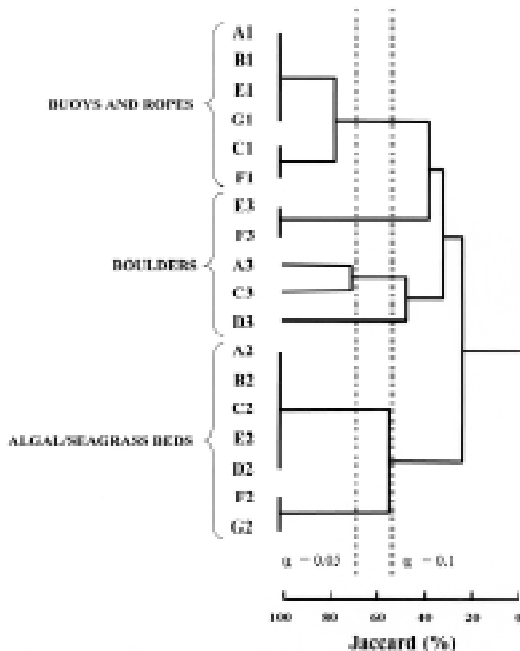 A1
B1
E1
BUOYS AND ROPES
G1
C1
F1
E3
F3
BOULDERS
A3
C3
D3
A2
B2
C2
E2
ALGAL/SEAGRASS BEDS
D2
F2
G2
α = 0.05
α = 0.1
100 80 60 40 20 0
Jaccard (%)